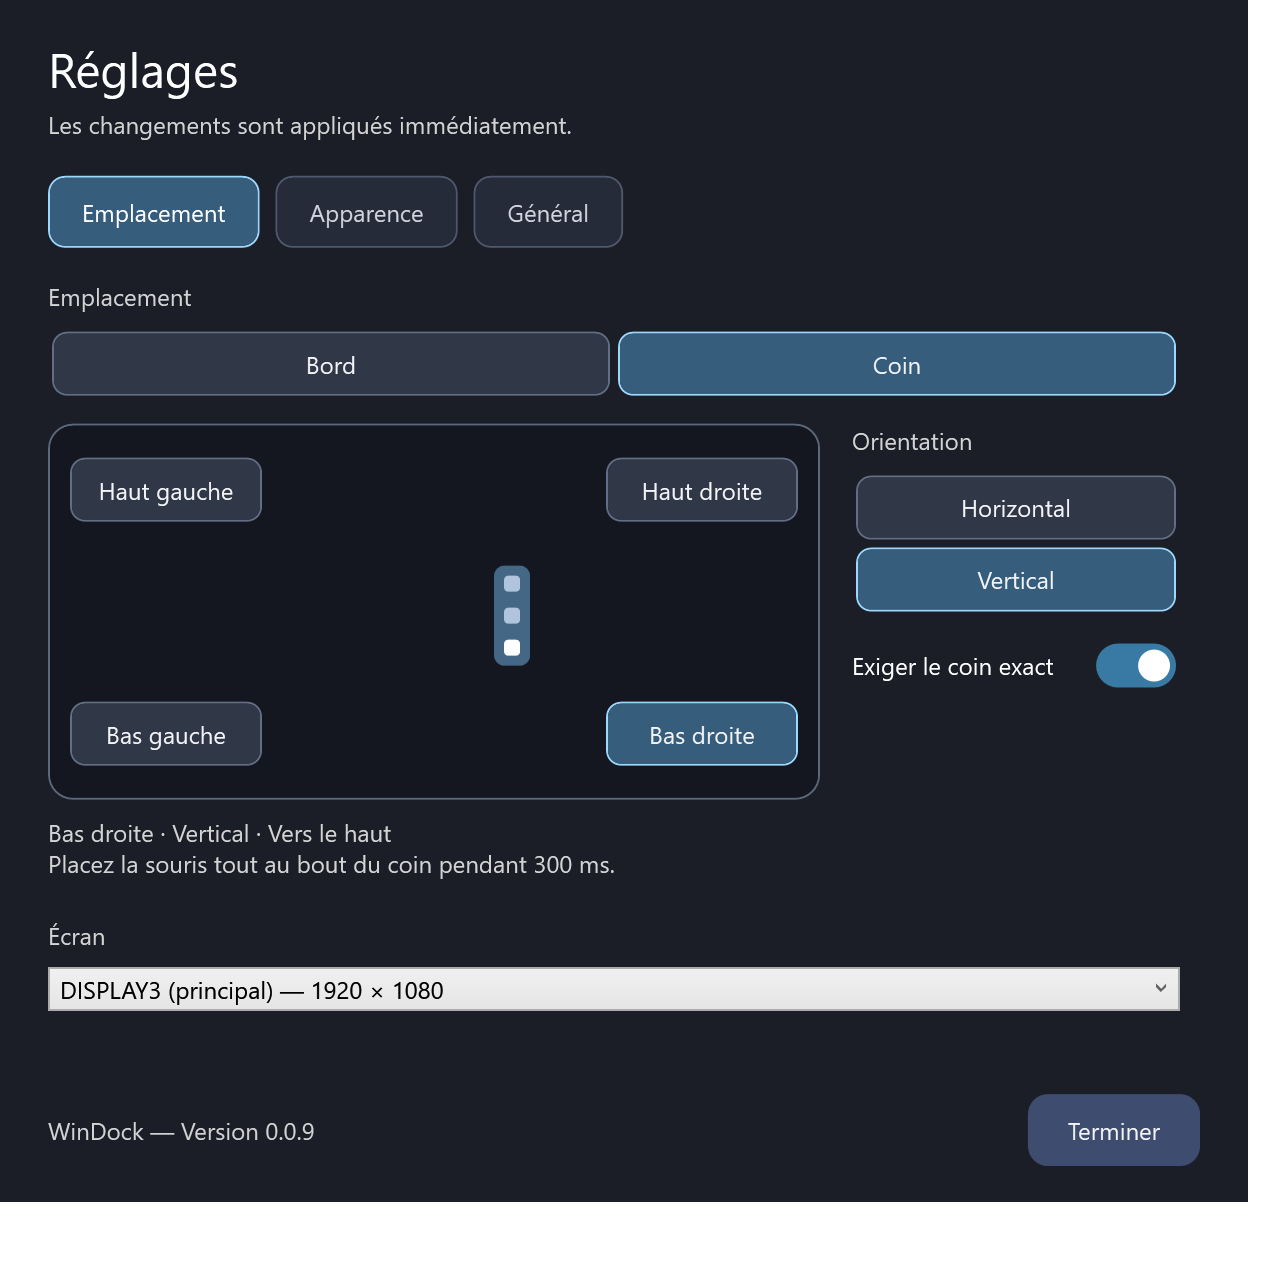 Réglages
Les changements sont appliqués immédiatement.
Emplacement Apparence Général
Emplacement
Bord Coin
Orientation
Haut gauche Haut droite
Horizontal
Vertical
Exiger le coin exact
Bas gauche Bas droite
Bas droite · Vertical · Vers le haut
Placez la souris tout au bout du coin pendant 300 ms.
Écran
DISPLAY3 (principal) — 1920 × 1080
WinDock — Version 0.0.9
Terminer